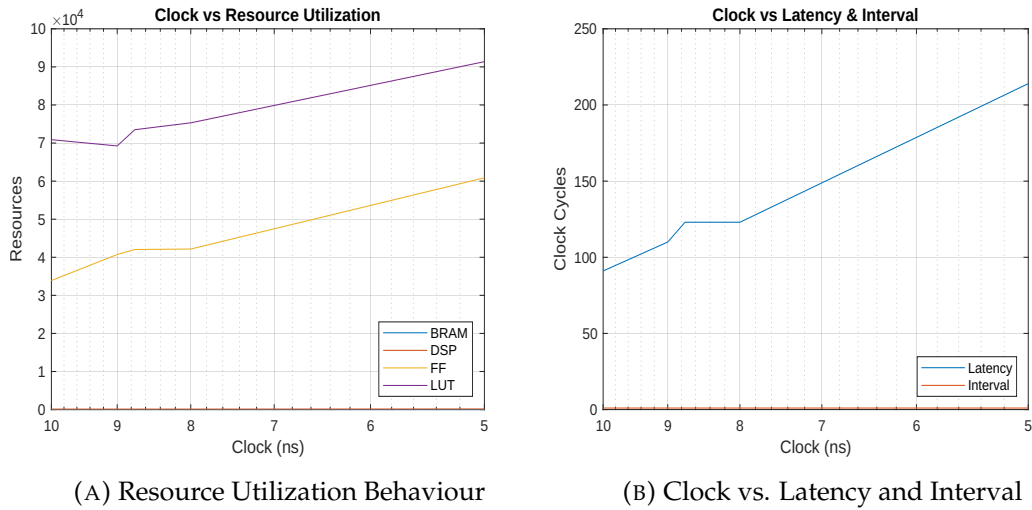 Clock vs Resource Utilization
×10⁴
10
9
8
7
6
5
4
3
2
1
0
Resources
BRAM
DSP
FF
LUT
10 9 8 7 6 5
Clock (ns)
(A) Resource Utilization Behaviour
Clock vs Latency & Interval
250
200
150
100
50
0
Clock Cycles
Latency
Interval
10 9 8 7 6 5
Clock (ns)
(B) Clock vs. Latency and Interval